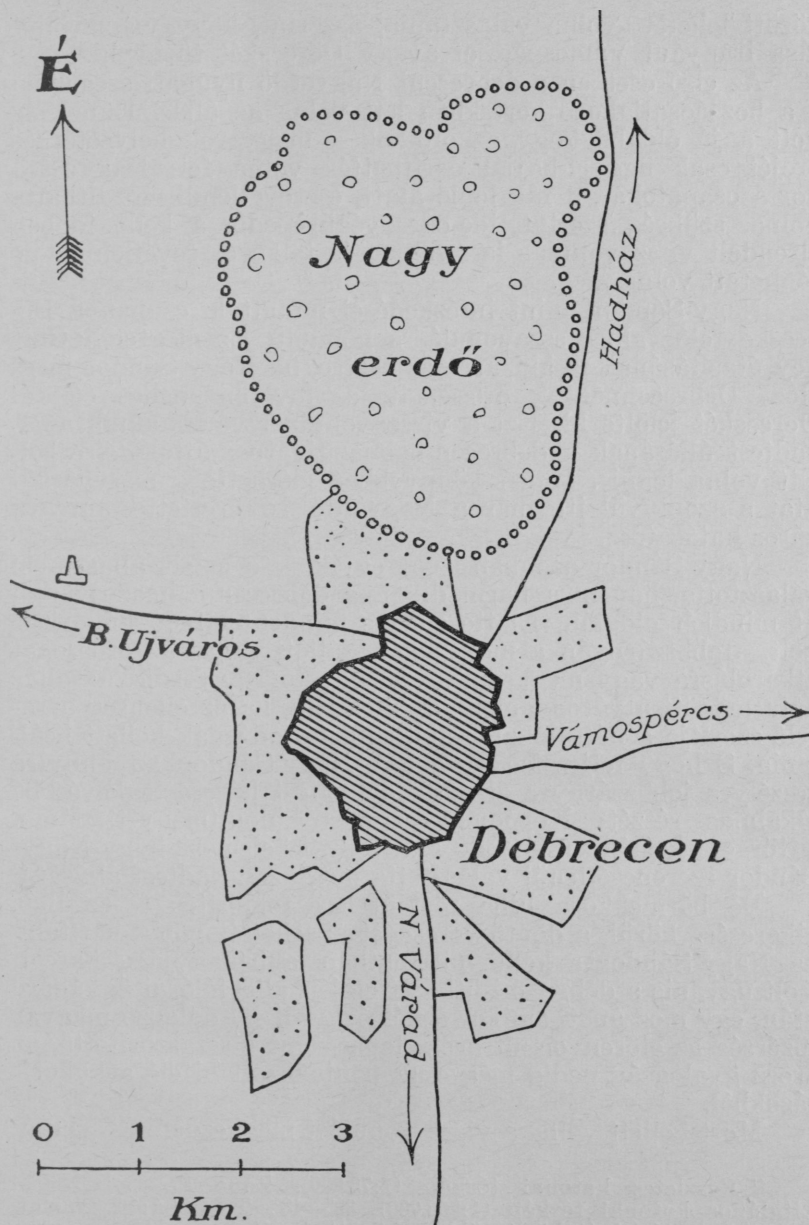 É
Nagy
erdő
Hadház
B. Ujváros
Vámospércs
Debrecen
N. Várad
0 1 2 3
Km.